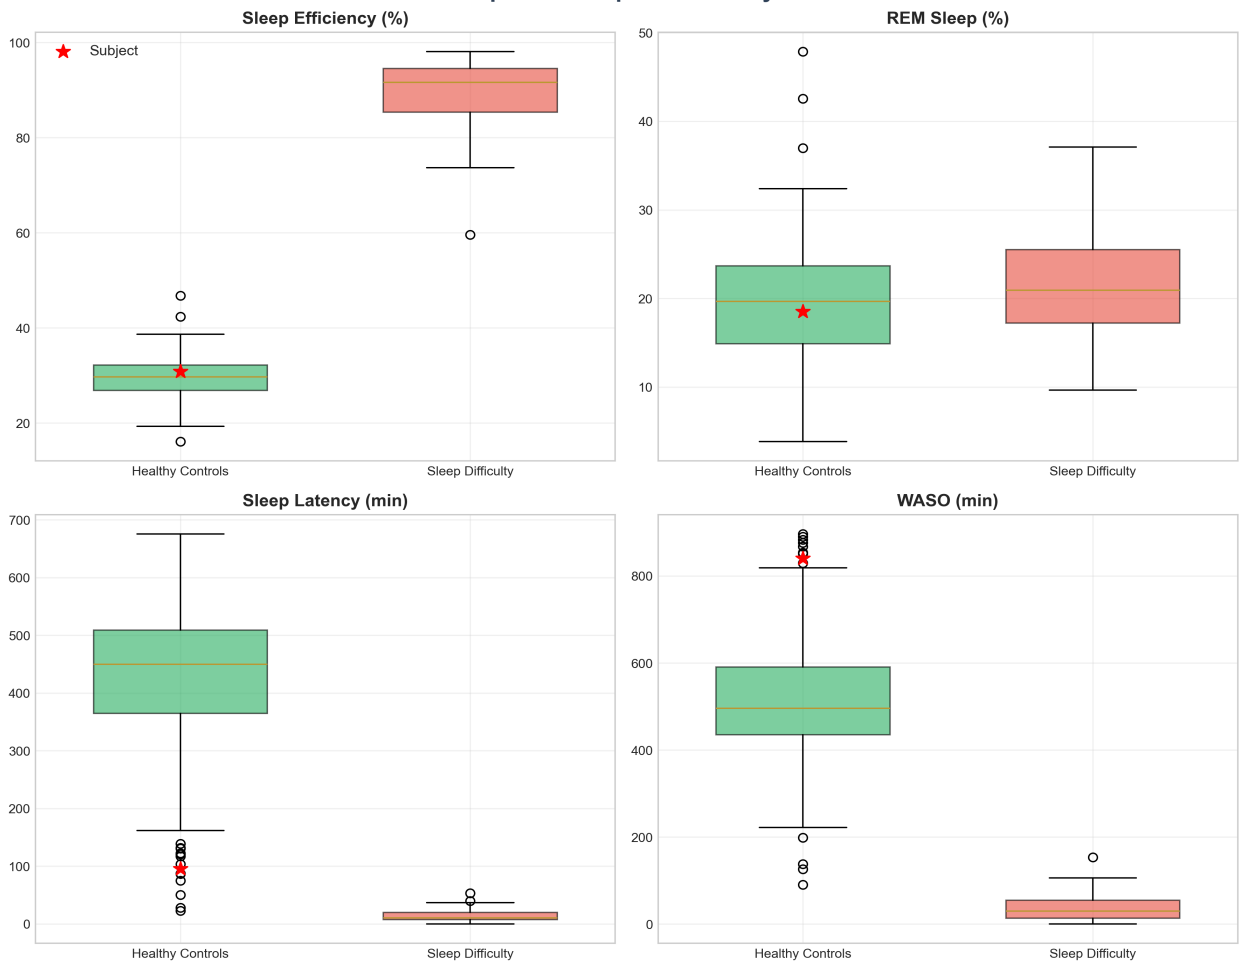 Sleep Efficiency (%)
100
80
60
40
20
Subject
Healthy Controls
Sleep Difficulty
REM Sleep (%)
50
40
30
20
10
Healthy Controls
Sleep Difficulty
Sleep Latency (min)
700
600
500
400
300
200
100
0
Healthy Controls
Sleep Difficulty
WASO (min)
800
600
400
200
0
Healthy Controls
Sleep Difficulty